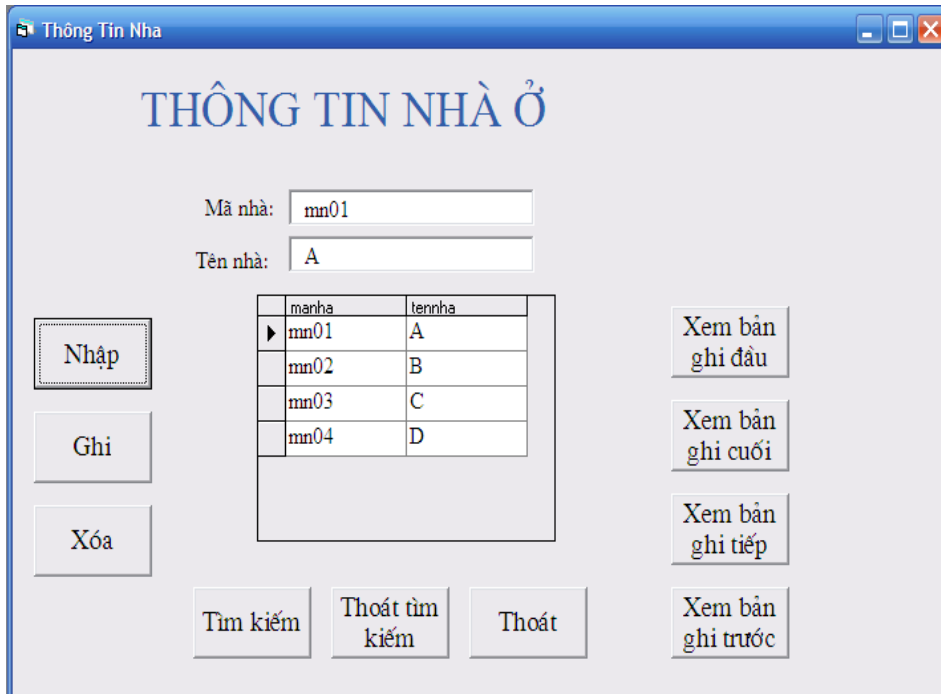 Thông Tin Nha
THÔNG TIN NHÀ Ở
Mã nhà: mn01
Tên nhà: A
manha tennha
mn01 A
mn02 B
mn03 C
mn04 D
Nhập
Ghi
Xóa
Xem bản
ghi đầu
Xem bản
ghi cuối
Xem bản
ghi tiếp
Xem bản
ghi trước
Tìm kiếm
Thoát tìm
kiếm
Thoát